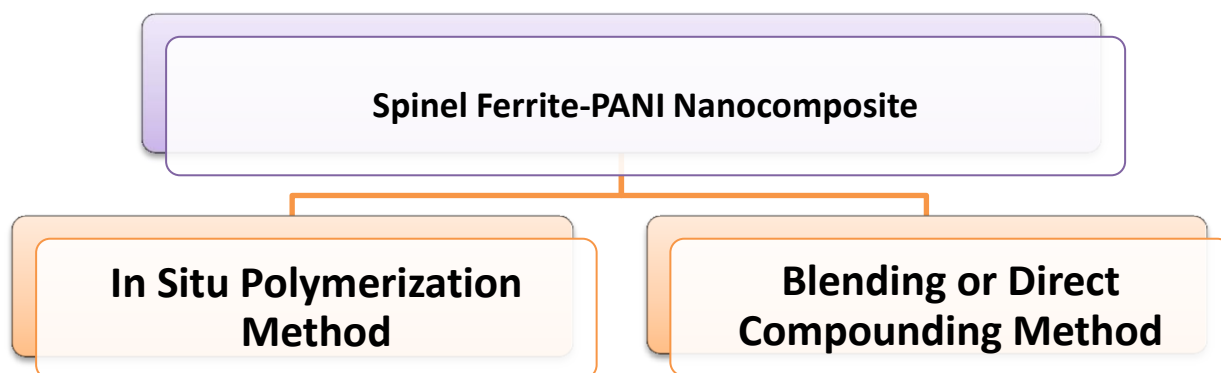 Spinel Ferrite-PANI Nanocomposite
In Situ Polymerization
Method
Blending or Direct
Compounding Method